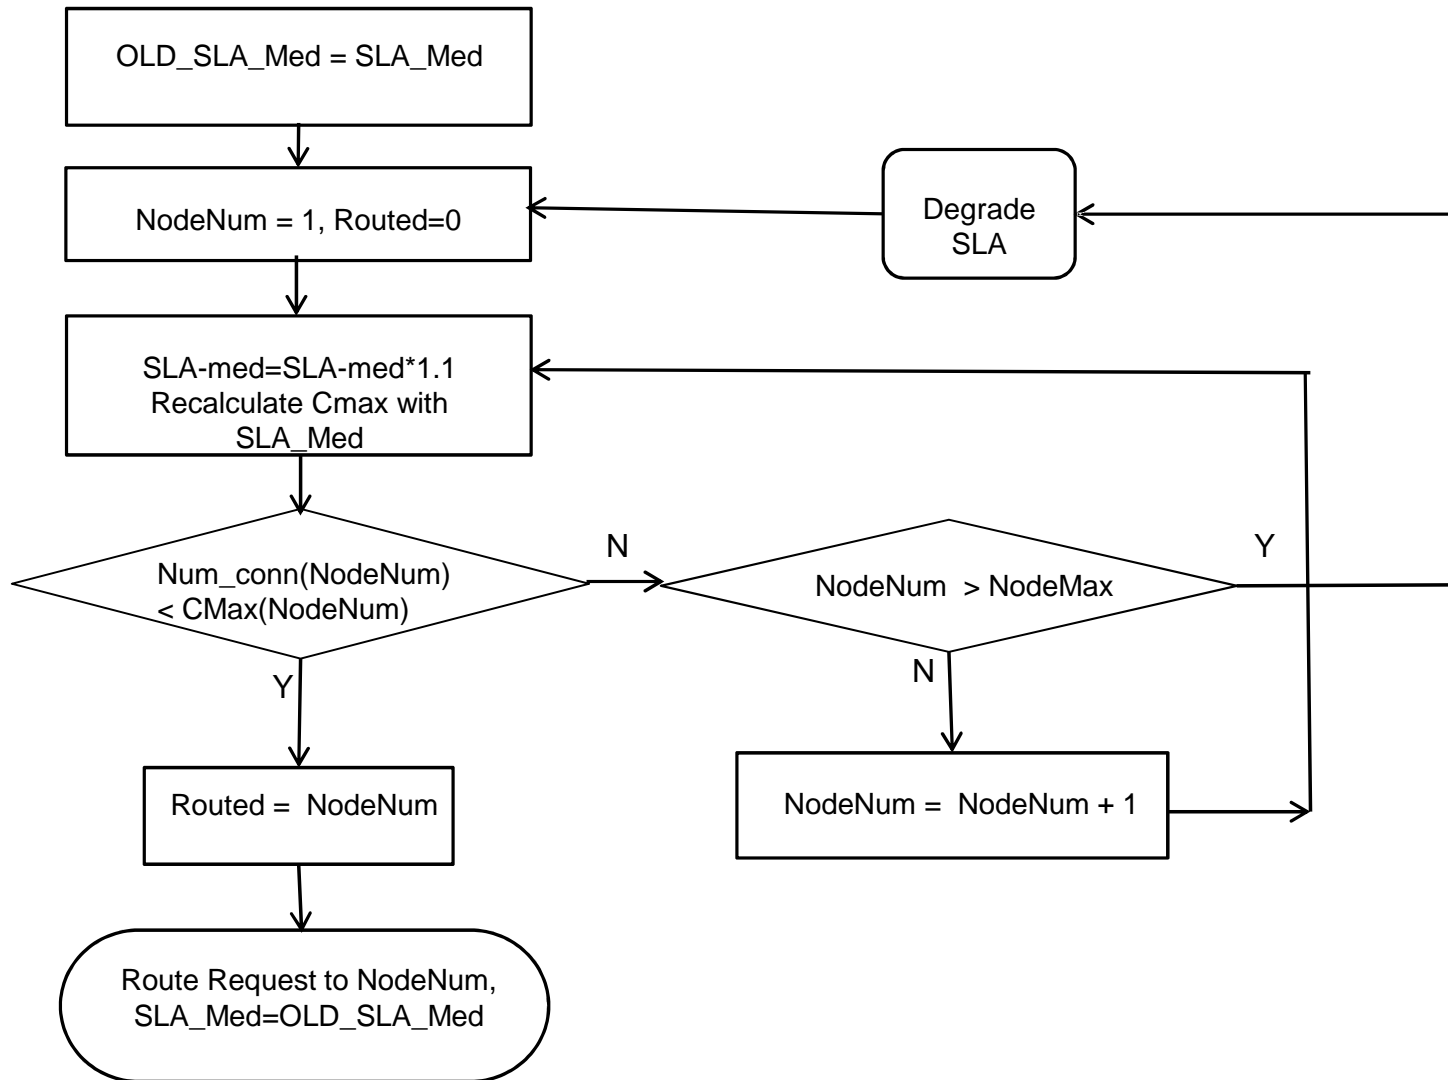 OLD_SLA_Med = SLA_Med
NodeNum = 1, Routed=0
Degrade
SLA
SLA-med=SLA-med*1.1
Recalculate Cmax with
SLA_Med
Num_conn(NodeNum)
< CMax(NodeNum)
N
NodeNum  > NodeMax
Y
Y
N
Routed =  NodeNum
NodeNum =  NodeNum + 1
Route Request to NodeNum,
SLA_Med=OLD_SLA_Med